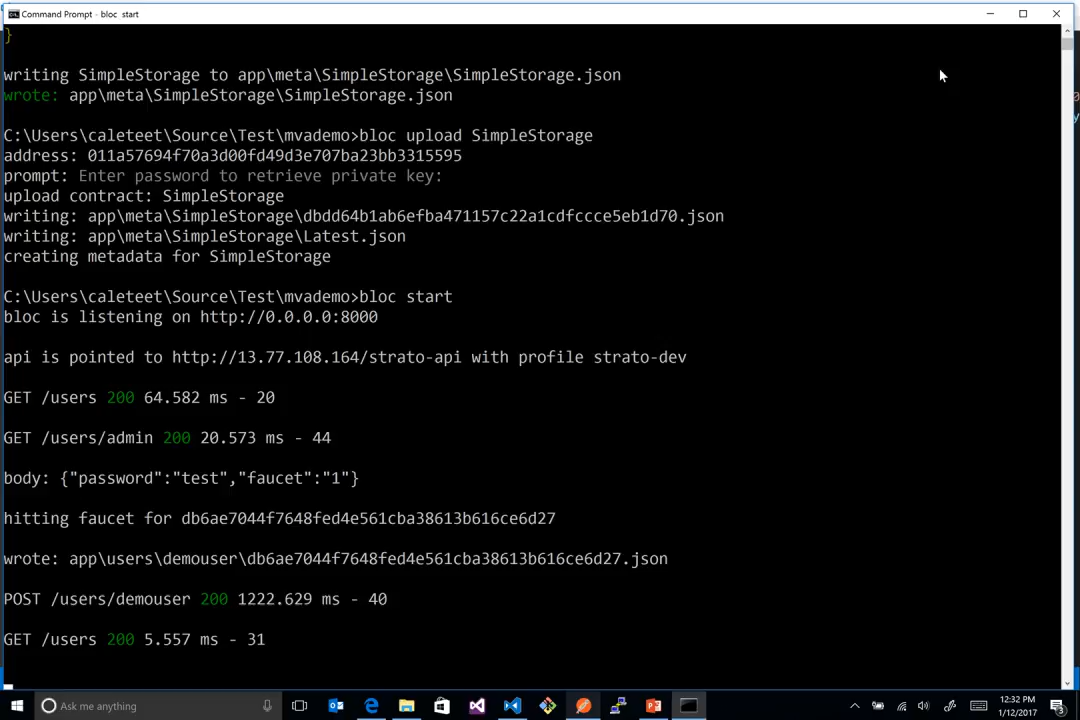 Command Prompt - bloc start
}
writing SimpleStorage to app\meta\SimpleStorage\SimpleStorage.json
wrote: app\meta\SimpleStorage\SimpleStorage.json
C:\Users\caleteet\Source\Test\mvademo>bloc upload SimpleStorage
address: 011a57694f70a3d00fd49d3e707ba23bb3315595
prompt: Enter password to retrieve private key:
upload contract: SimpleStorage
writing: app\meta\SimpleStorage\dbdd64b1ab6efba471157c22a1cdfccce5eb1d70.json
writing: app\meta\SimpleStorage\Latest.json
creating metadata for SimpleStorage
C:\Users\caleteet\Source\Test\mvademo>bloc start
bloc is listening on http://0.0.0.0:8000
api is pointed to http://13.77.108.164/strato-api with profile strato-dev
GET /users 200 64.582 ms - 20
GET /users/admin 200 20.573 ms - 44
body: {"password":"test","faucet":"1"}
hitting faucet for db6ae7044f7648fed4e561cba38613b616ce6d27
wrote: app\users\demouser\db6ae7044f7648fed4e561cba38613b616ce6d27.json
POST /users/demouser 200 1222.629 ms - 40
GET /users 200 5.557 ms - 31
Ask me anything
12:32 PM
1/12/2017
3